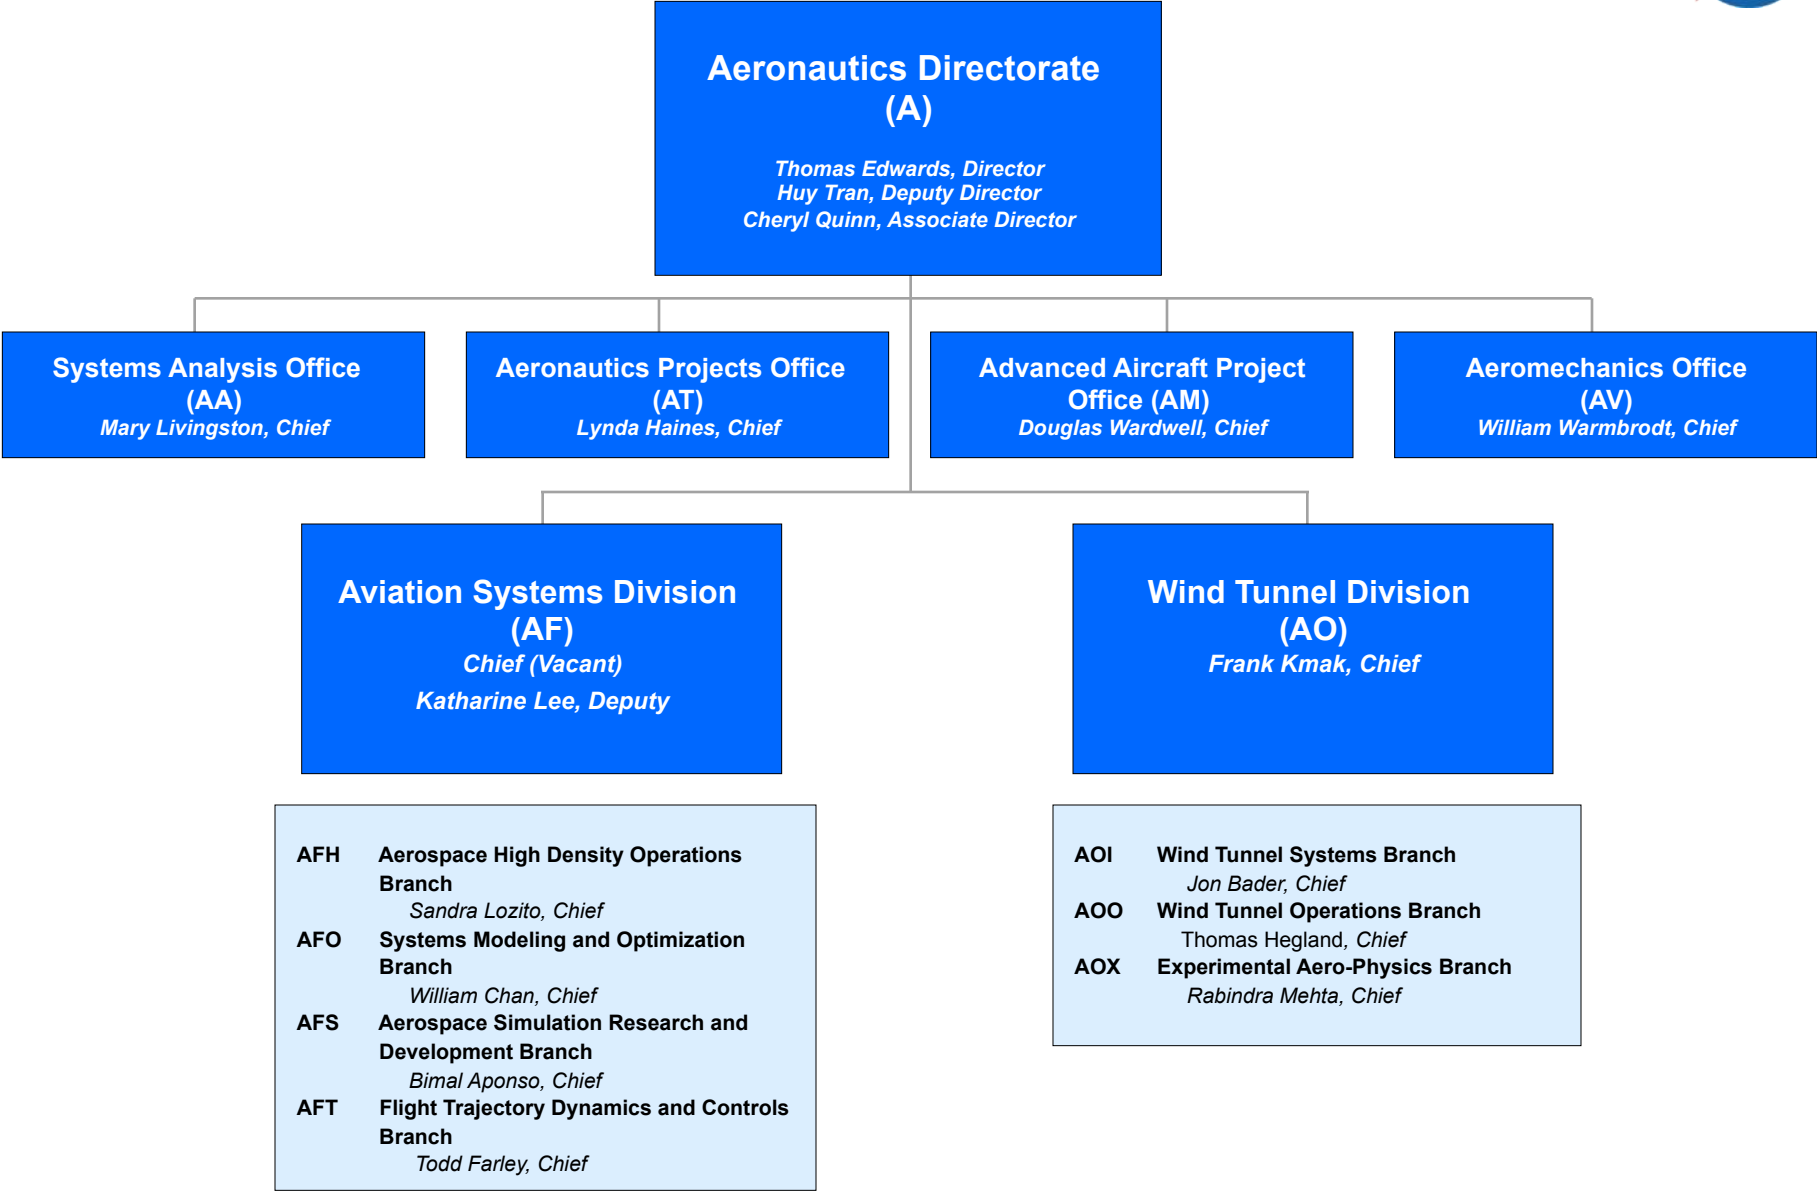 Aeronautics Directorate
(A)
Thomas Edwards, Director
Huy Tran, Deputy Director
Cheryl Quinn, Associate Director
Systems Analysis Office
(AA)
Mary Livingston, Chief
Aeronautics Projects Office
(AT)
Lynda Haines, Chief
Advanced Aircraft Project
Office (AM)
Douglas Wardwell, Chief
Aeromechanics Office
(AV)
William Warmbrodt, Chief
Aviation Systems Division
(AF)
Chief (Vacant)
Katharine Lee, Deputy
Wind Tunnel Division
(AO)
Frank Kmak, Chief
AFH Aerospace High Density Operations
Branch
Sandra Lozito, Chief
AFO Systems Modeling and Optimization
Branch
William Chan, Chief
AFS Aerospace Simulation Research and
Development Branch
Bimal Aponso, Chief
AFT Flight Trajectory Dynamics and Controls
Branch
Todd Farley, Chief
AOI Wind Tunnel Systems Branch
Jon Bader, Chief
AOO Wind Tunnel Operations Branch
Thomas Hegland, Chief
AOX Experimental Aero-Physics Branch
Rabindra Mehta, Chief